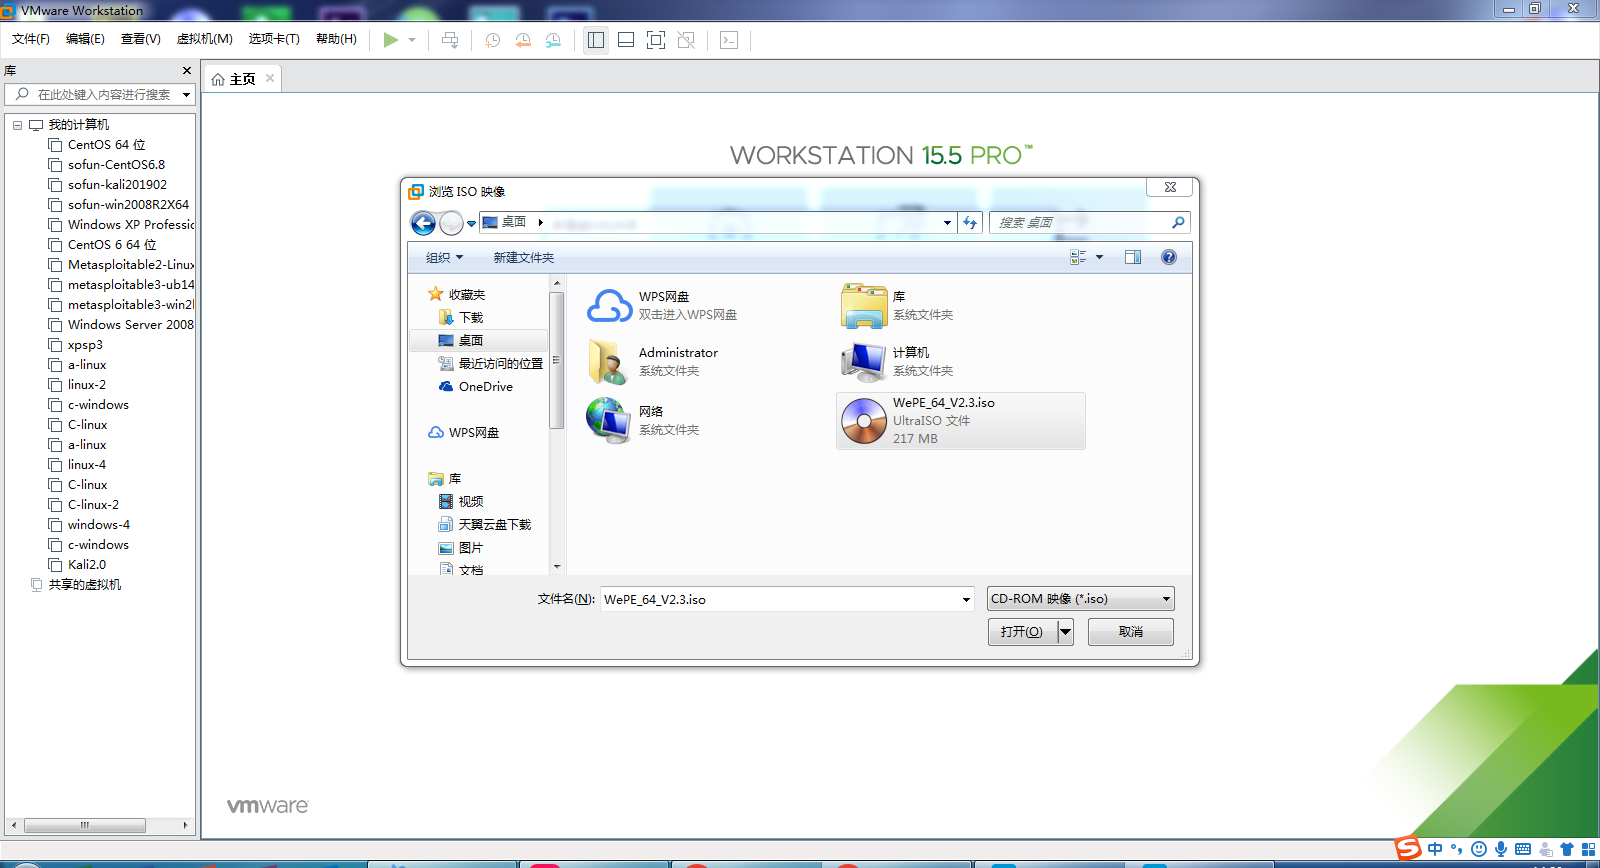 VMware Workstation
文件(F) 编辑(E) 查看(V) 虚拟机(M) 选项卡(T) 帮助(H)
库
主页
在此处键入内容进行搜索
我的计算机
CentOS 64 位
sofun-CentOS6.8
sofun-kali201902
sofun-win2008R2X64
Windows XP Professic
CentOS 6 64 位
Metasploitable2-Linux
metasploitable3-ub14
metasploitable3-win2
Windows Server 2008
xpsp3
a-linux
linux-2
c-windows
C-linux
a-linux
linux-4
C-linux
C-linux-2
windows-4
c-windows
Kali2.0
共享的虚拟机
WORKSTATION 15.5 PRO™
浏览 ISO 映像
桌面
搜索 桌面
组织 新建文件夹
收藏夹
下载
桌面
最近访问的位置
OneDrive
WPS网盘
库
视频
天翼云盘下载
图片
文档
WPS网盘
双击进入WPS网盘
库
系统文件夹
Administrator
系统文件夹
计算机
系统文件夹
网络
系统文件夹
WePE_64_V2.3.iso
UltraISO 文件
217 MB
文件名(N): WePE_64_V2.3.iso CD-ROM 映像 (*.iso)
打开(O) 取消
vmware
中